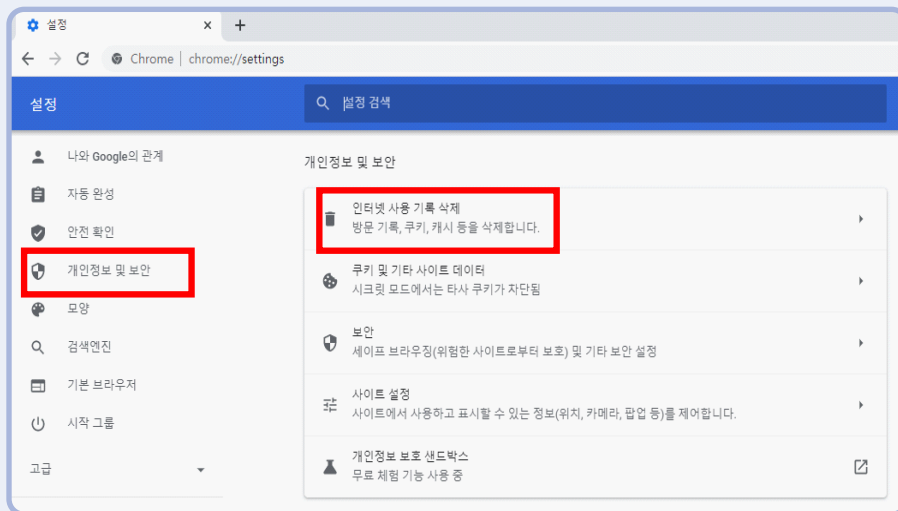 설정
Chrome | chrome://settings
설정
설정 검색
나와 Google의 관계
자동 완성
안전 확인
개인정보 및 보안
모양
검색엔진
기본 브라우저
시작 그룹
고급
개인정보 및 보안
인터넷 사용 기록 삭제
방문 기록, 쿠키, 캐시 등을 삭제합니다.
쿠키 및 기타 사이트 데이터
시크릿 모드에서는 타사 쿠키가 차단됨
보안
세이프 브라우징(위험한 사이트로부터 보호) 및 기타 보안 설정
사이트 설정
사이트에서 사용하고 표시할 수 있는 정보(위치, 카메라, 팝업 등)를 제어합니다.
개인정보 보호 샌드박스
무료 체험 기능 사용 중